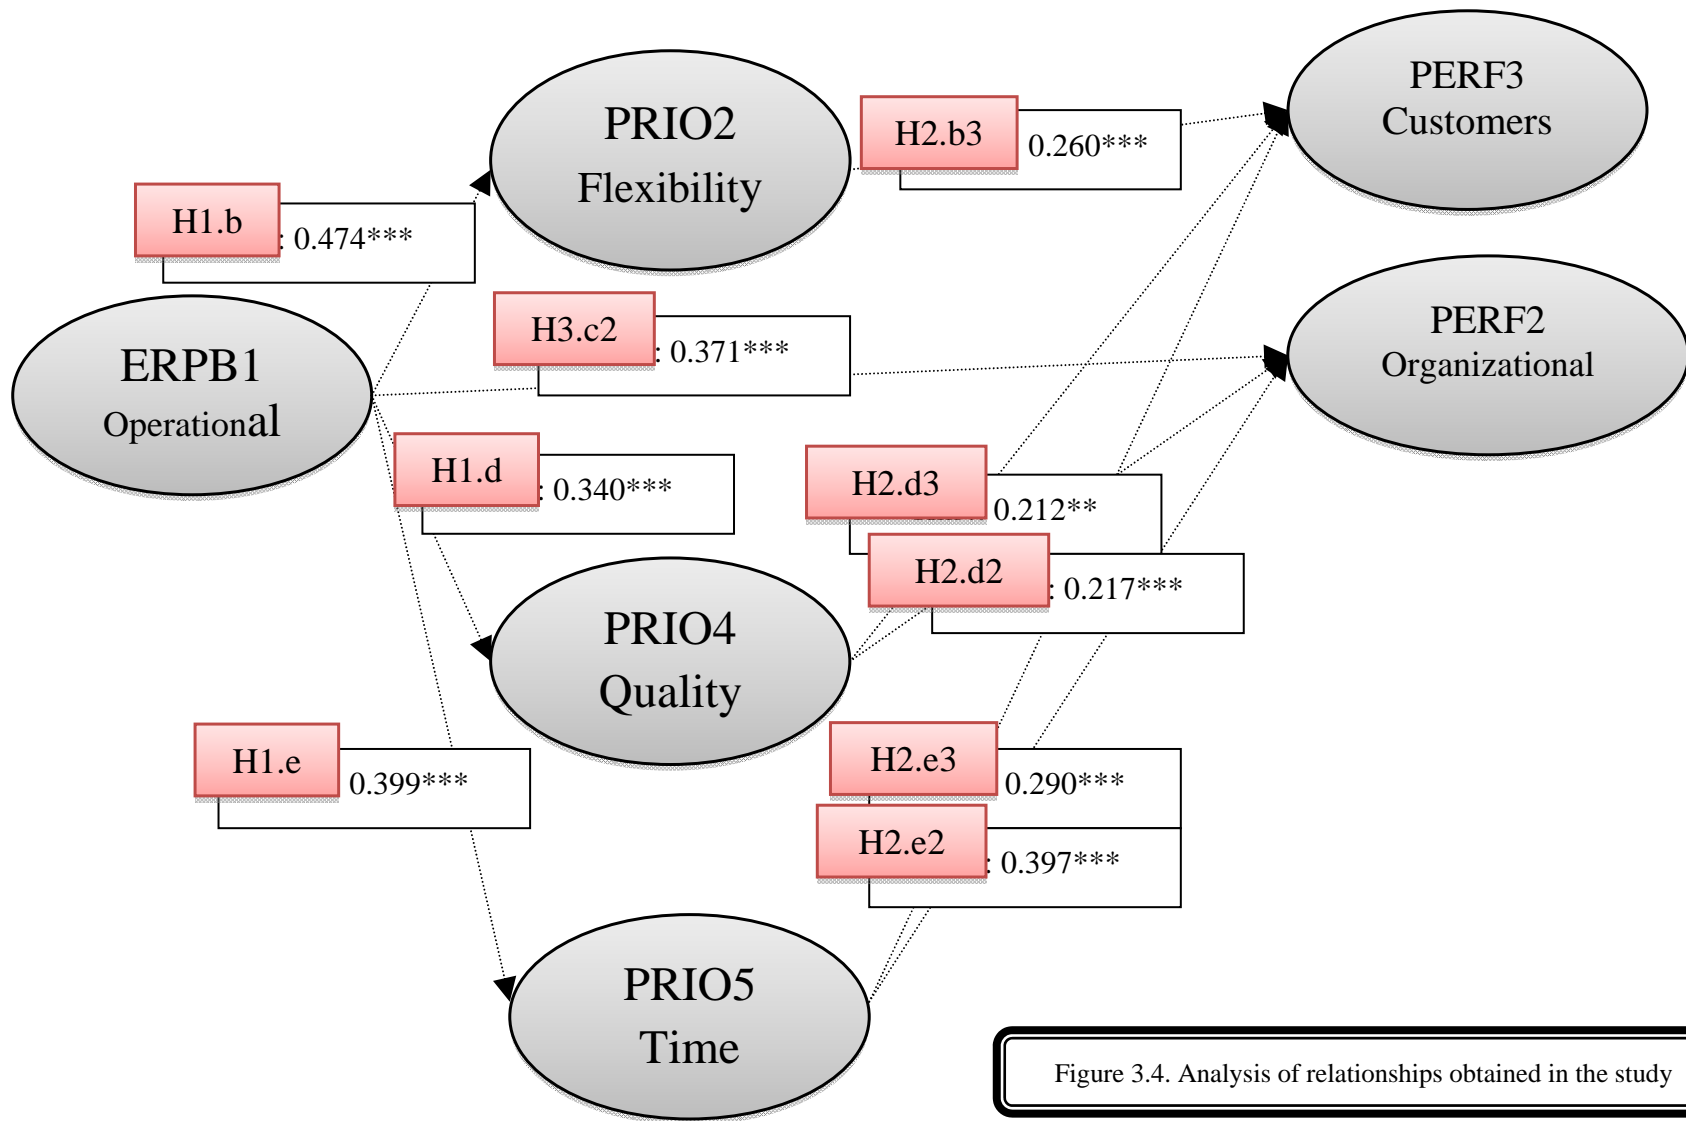 PERF3
Customers
PRIO2
Flexibility
H2.b3
0.260***
H1.b
: 0.474***
H3.c2
: 0.371***
PERF2
Organizational
ERPB1
Operational
H1.d
: 0.340***
H2.d3
0.212**
H2.d2
: 0.217***
PRIO4
Quality
H1.e
0.399***
H2.e3
0.290***
H2.e2
: 0.397***
PRIO5
Time
Figure 3.4. Analysis of relationships obtained in the study